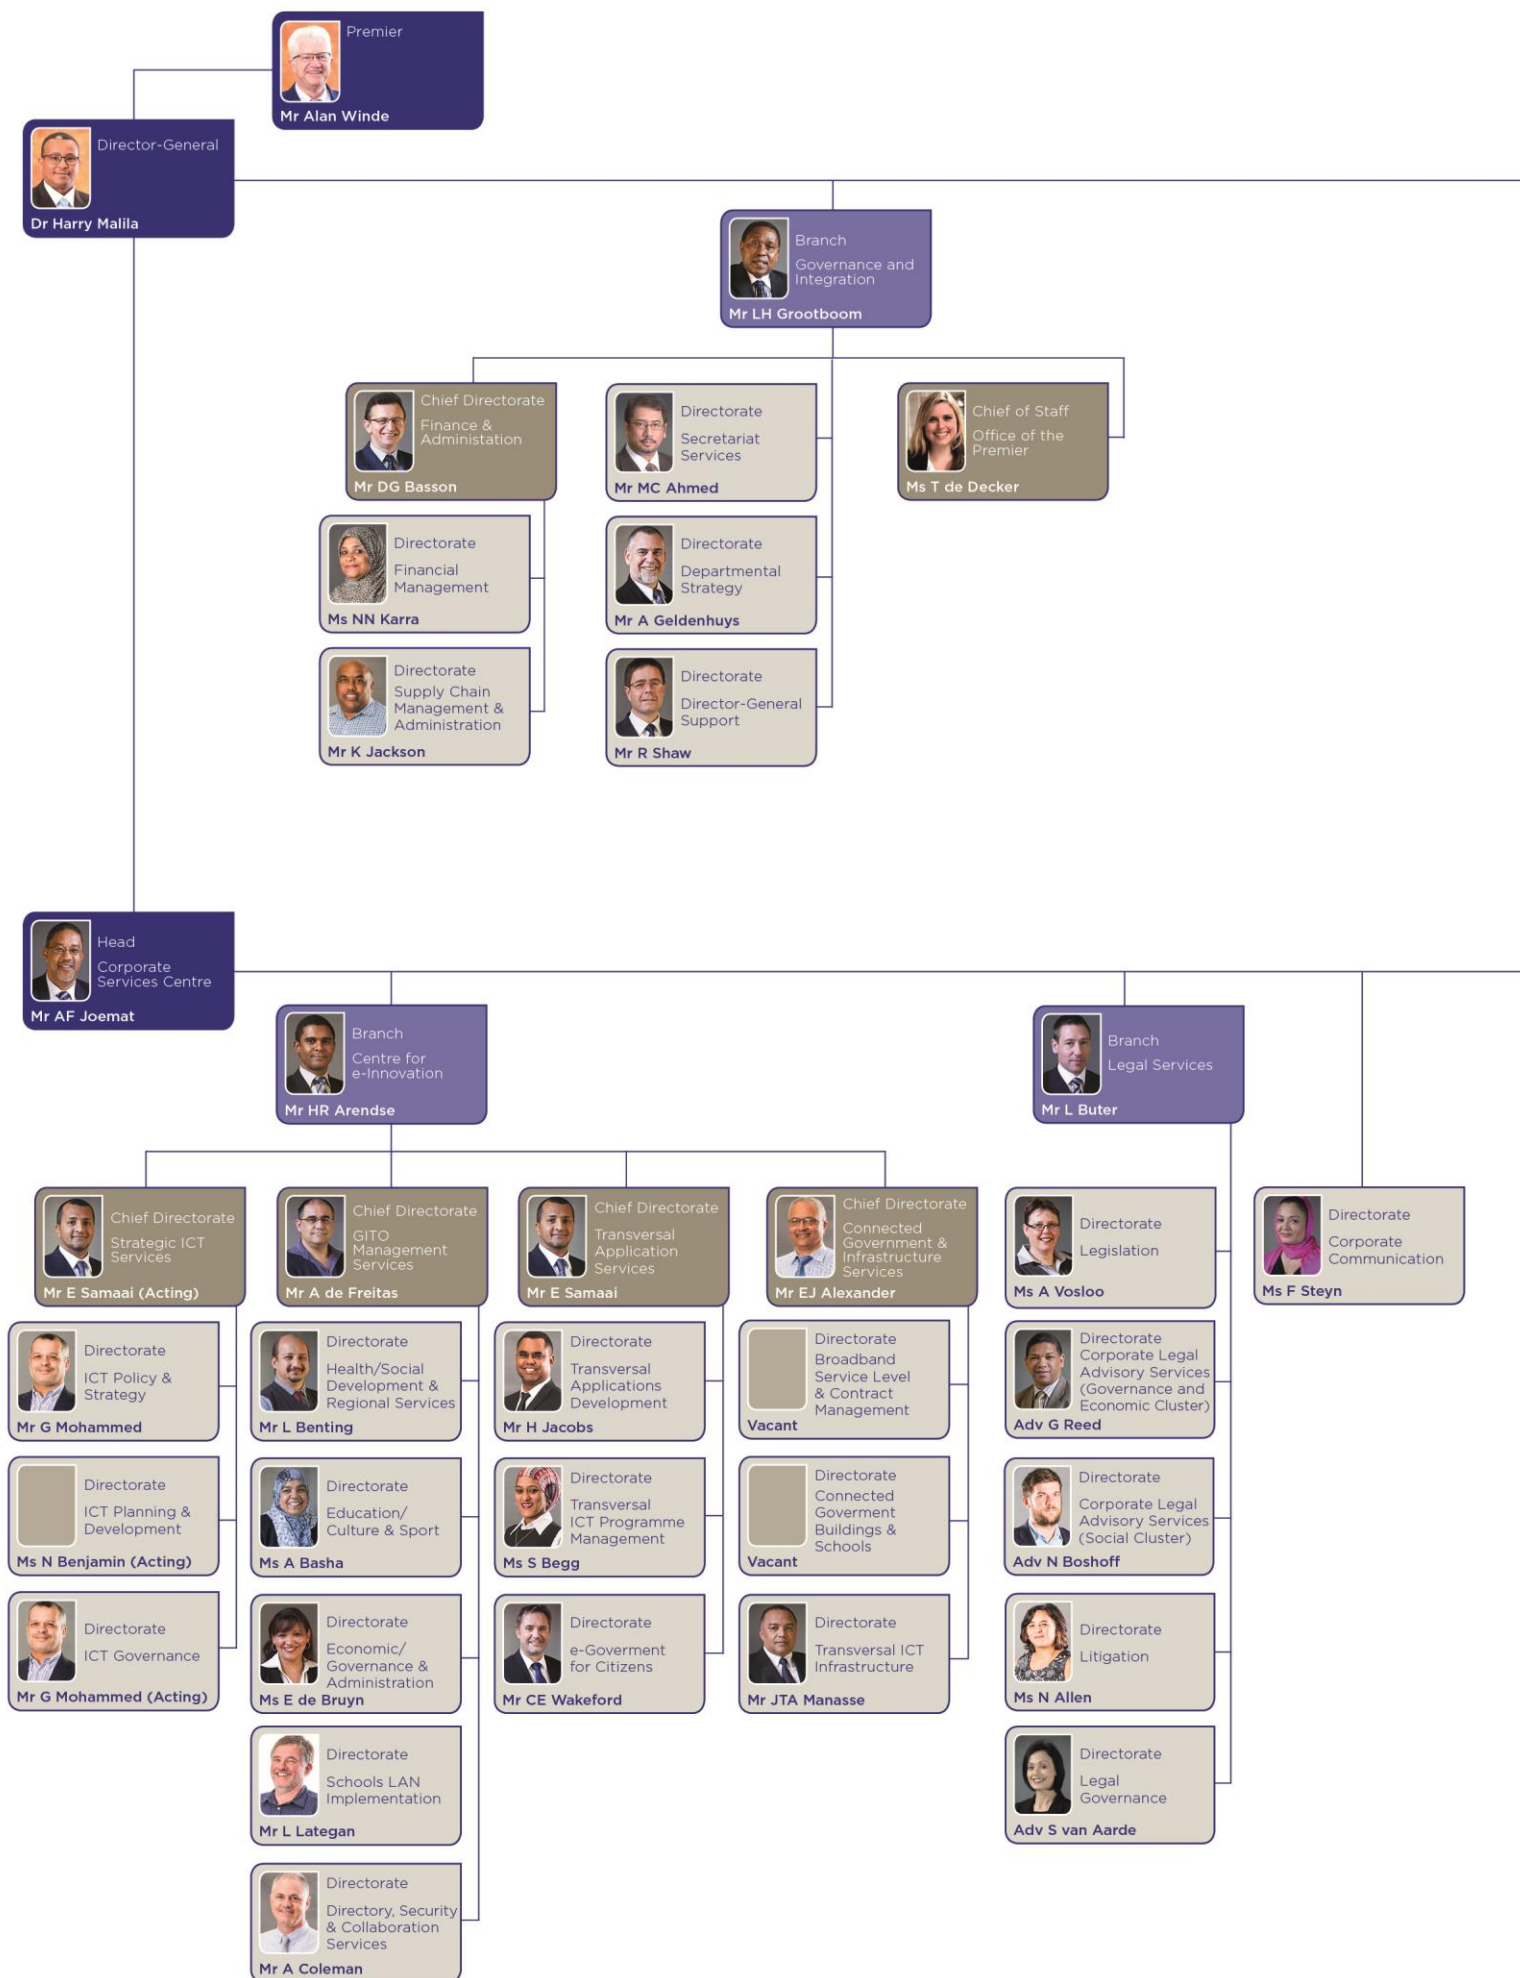 Premier
Mr Alan Winde
Director-General
Dr Harry Malila
Branch
Governance and
Integration
Mr LH Grootboom
Chief Directorate
Finance &
Administation
Mr DG Basson
Directorate
Secretariat
Services
Mr MC Ahmed
Chief of Staff
Office of the
Premier
Ms T de Decker
Directorate
Financial
Management
Ms NN Karra
Directorate
Departmental
Strategy
Mr A Geldenhuys
Directorate
Supply Chain
Management &
Administration
Mr K Jackson
Directorate
Director-General
Support
Mr R Shaw
Head
Corporate
Services Centre
Mr AF Joemat
Branch
Centre for
e-Innovation
Mr HR Arendse
Branch
Legal Services
Mr L Buter
Chief Directorate
Strategic ICT
Services
Mr E Samaai (Acting)
Chief Directorate
GITO
Management
Services
Mr A de Freitas
Chief Directorate
Transversal
Application
Services
Mr E Samaai
Chief Directorate
Connected
Government &
Infrastructure
Services
Mr EJ Alexander
Directorate
Legislation
Ms A Vosloo
Directorate
Corporate
Communication
Ms F Steyn
Directorate
ICT Policy &
Strategy
Mr G Mohammed
Directorate
Health/Social
Development &
Regional Services
Mr L Benting
Directorate
Transversal
Applications
Development
Mr H Jacobs
Directorate
Broadband
Service Level
& Contract
Management
Vacant
Directorate
Corporate Legal
Advisory Services
(Governance and
Economic Cluster)
Adv G Reed
Directorate
ICT Planning &
Development
Ms N Benjamin (Acting)
Directorate
Education/
Culture & Sport
Ms A Basha
Directorate
Transversal
ICT Programme
Management
Ms S Begg
Directorate
Connected
Goverment
Buildings &
Schools
Vacant
Directorate
Corporate Legal
Advisory Services
(Social Cluster)
Adv N Boshoff
Directorate
ICT Governance
Mr G Mohammed (Acting)
Directorate
Economic/
Governance &
Administration
Ms E de Bruyn
Directorate
e-Goverment
for Citizens
Mr CE Wakeford
Directorate
Transversal ICT
Infrastructure
Mr JTA Manasse
Directorate
Litigation
Ms N Allen
Directorate
Schools LAN
Implementation
Mr L Lategan
Directorate
Legal
Governance
Adv S van Aarde
Directorate
Directory, Security
& Collaboration
Services
Mr A Coleman